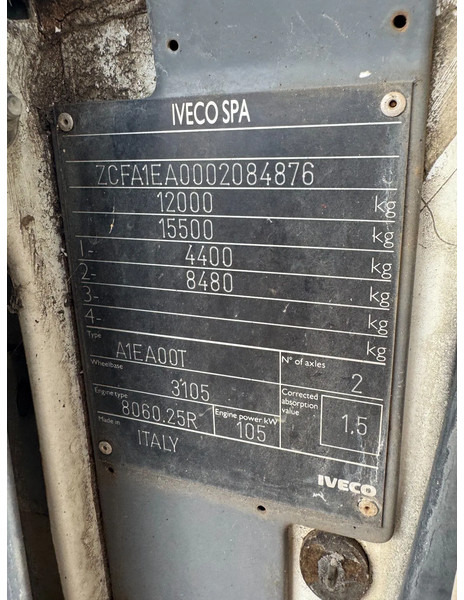 IVECO SPA
ZCFA1EA0002084876
12000 kg
15500 kg
1- 4400 kg
2- 8480 kg
3- kg
4- kg
Type A1EA00T
N° of axles 2
Wheelbase 3105
Corrected absorption value 1.5
Engine type 8060.25R
Engine power kW 105
Made in ITALY
IVECO